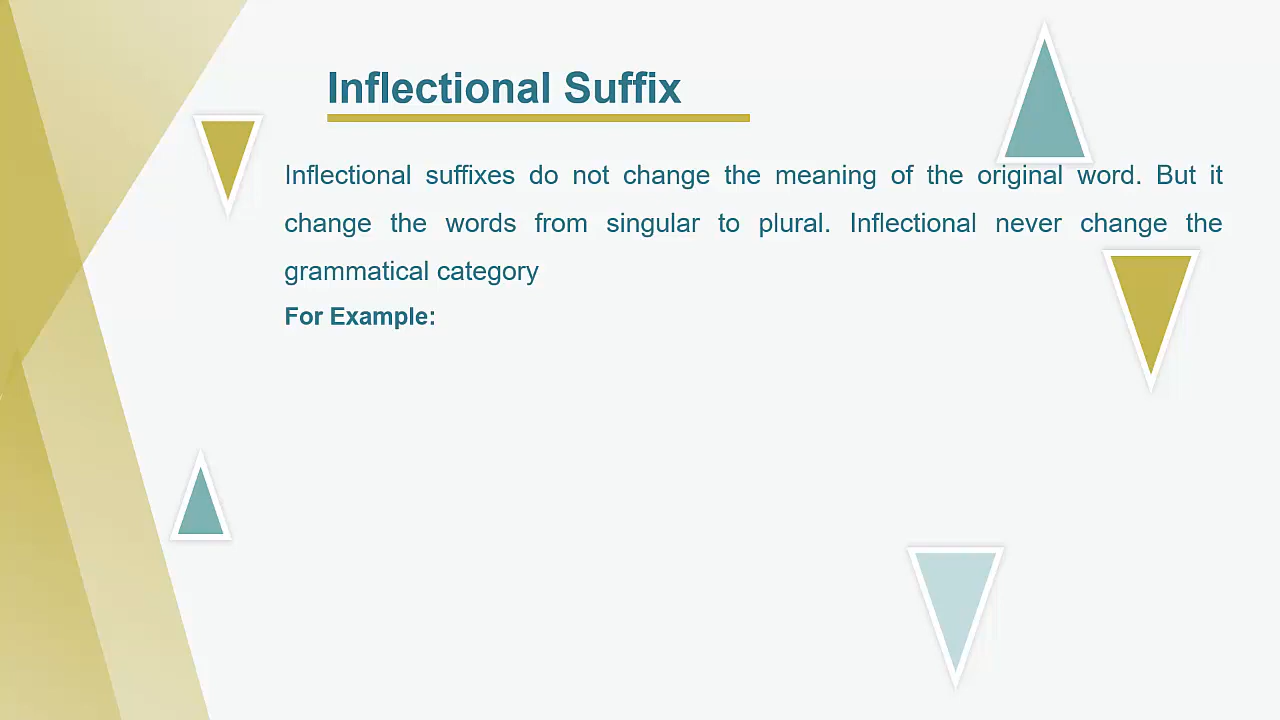 Inflectional Suffix
Inflectional suffixes do not change the meaning of the original word. But it
change the words from singular to plural. Inflectional never change the
grammatical category
For Example: